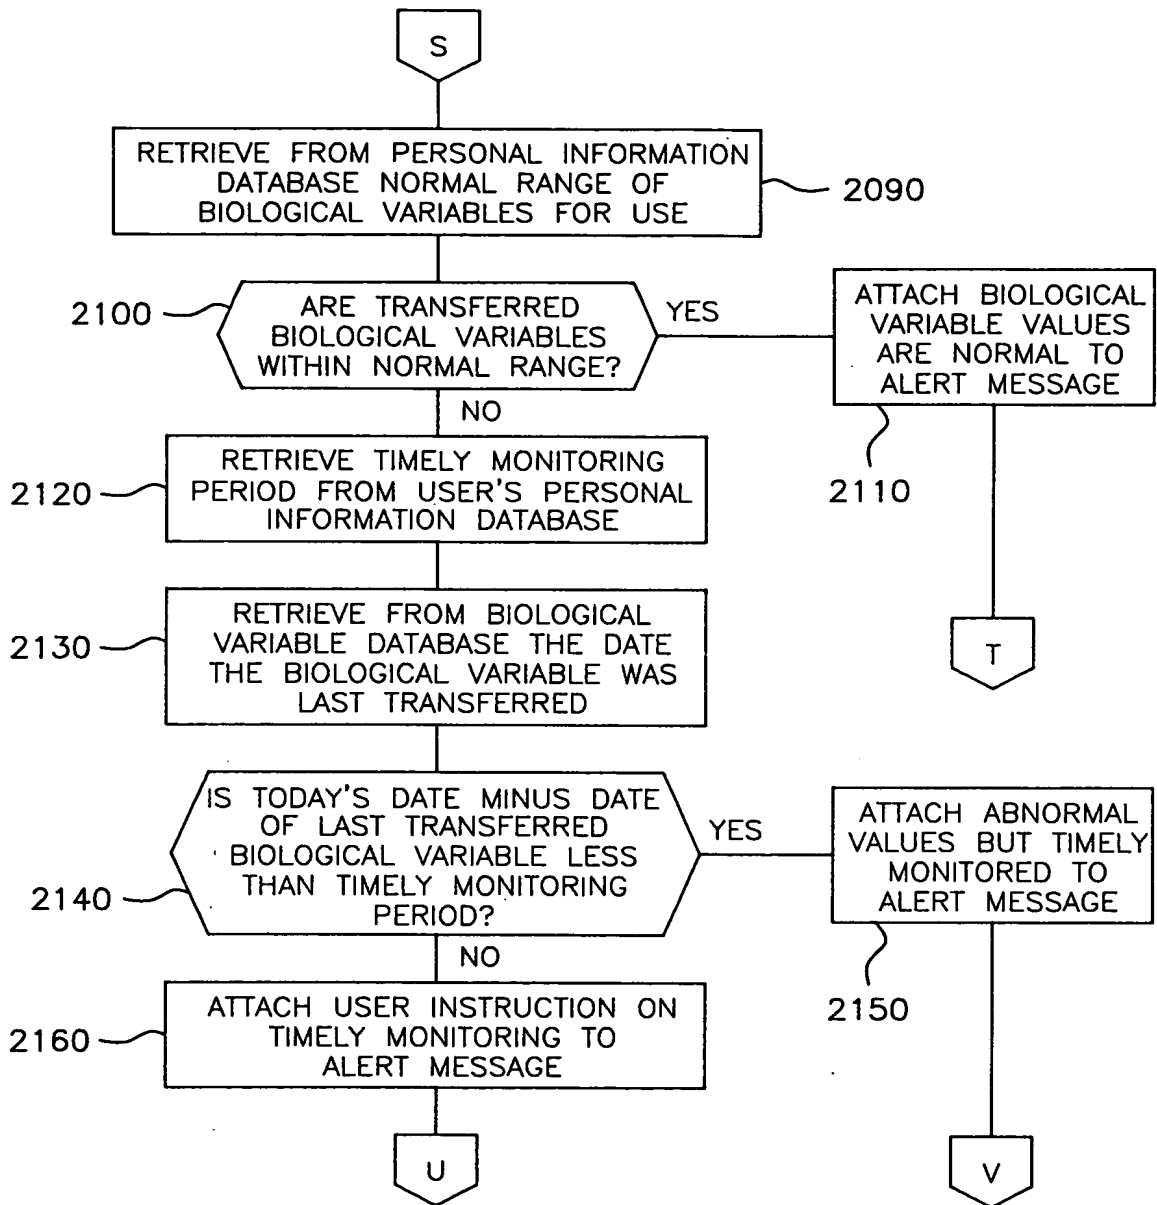 S
RETRIEVE FROM PERSONAL INFORMATION
DATABASE NORMAL RANGE OF
BIOLOGICAL VARIABLES FOR USE
2090
2100
ARE TRANSFERRED
BIOLOGICAL VARIABLES
WITHIN NORMAL RANGE?
YES
ATTACH BIOLOGICAL
VARIABLE VALUES
ARE NORMAL TO
ALERT MESSAGE
2110
NO
2120
RETRIEVE TIMELY MONITORING
PERIOD FROM USER'S PERSONAL
INFORMATION DATABASE
2130
RETRIEVE FROM BIOLOGICAL
VARIABLE DATABASE THE DATE
THE BIOLOGICAL VARIABLE WAS
LAST TRANSFERRED
T
IS TODAY'S DATE MINUS DATE
OF LAST TRANSFERRED
BIOLOGICAL VARIABLE LESS
THAN TIMELY MONITORING
PERIOD?
2140
YES
ATTACH ABNORMAL
VALUES BUT TIMELY
MONITORED TO
ALERT MESSAGE
2150
NO
2160
ATTACH USER INSTRUCTION ON
TIMELY MONITORING TO
ALERT MESSAGE
U
V